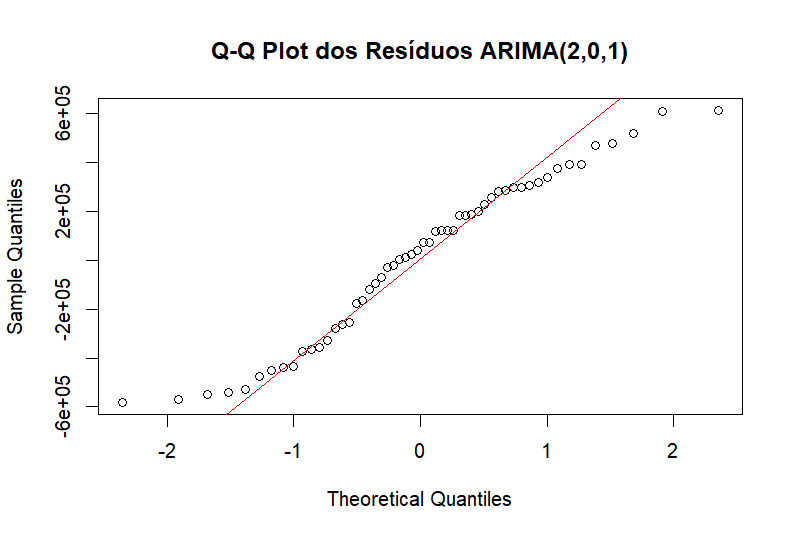 Q-Q Plot dos Resíduos ARIMA(2,0,1)
Sample Quantiles
6e+05
2e+05
-2e+05
-6e+05
-2
-1
0
1
2
Theoretical Quantiles